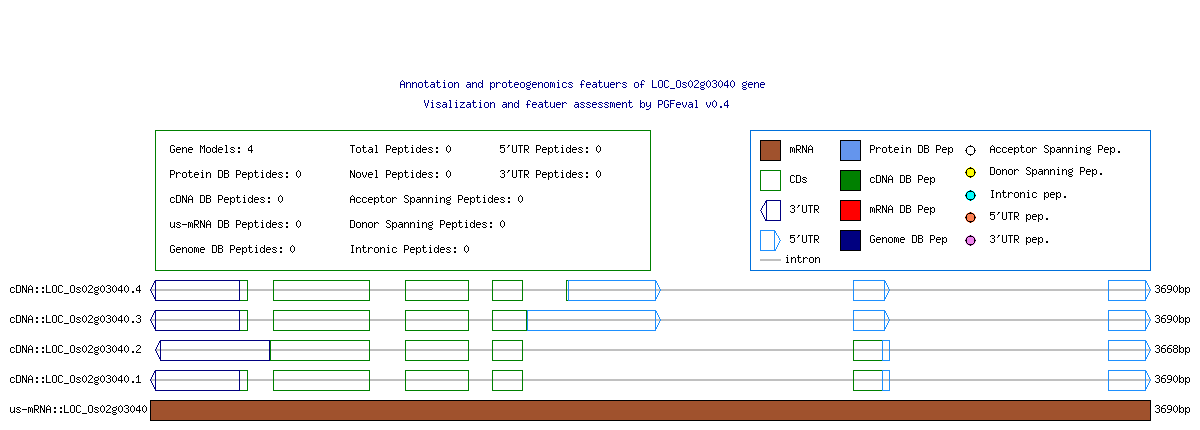 Annotation and proteogenomics featuers of LOC_Os02g03040 gene
Visalization and featuer assessment by PGFeval v0.4
Gene Models: 4 Total Peptides: 0 5'UTR Peptides: 0
Protein DB Peptides: 0 Novel Peptides: 0 3'UTR Peptides: 0
cDNA DB Peptides: 0 Acceptor Spanning Peptides: 0
us-mRNA DB Peptides: 0 Donor Spanning Peptides: 0
Genome DB Peptides: 0 Intronic Peptides: 0
mRNA Protein DB Pep Acceptor Spanning Pep.
CDs cDNA DB Pep Donor Spanning Pep.
3'UTR mRNA DB Pep Intronic pep.
5'UTR Genome DB Pep 5'UTR pep.
intron 3'UTR pep.
cDNA::LOC_Os02g03040.4 3690bp
cDNA::LOC_Os02g03040.3 3690bp
cDNA::LOC_Os02g03040.2 3668bp
cDNA::LOC_Os02g03040.1 3690bp
us-mRNA::LOC_Os02g03040 3690bp